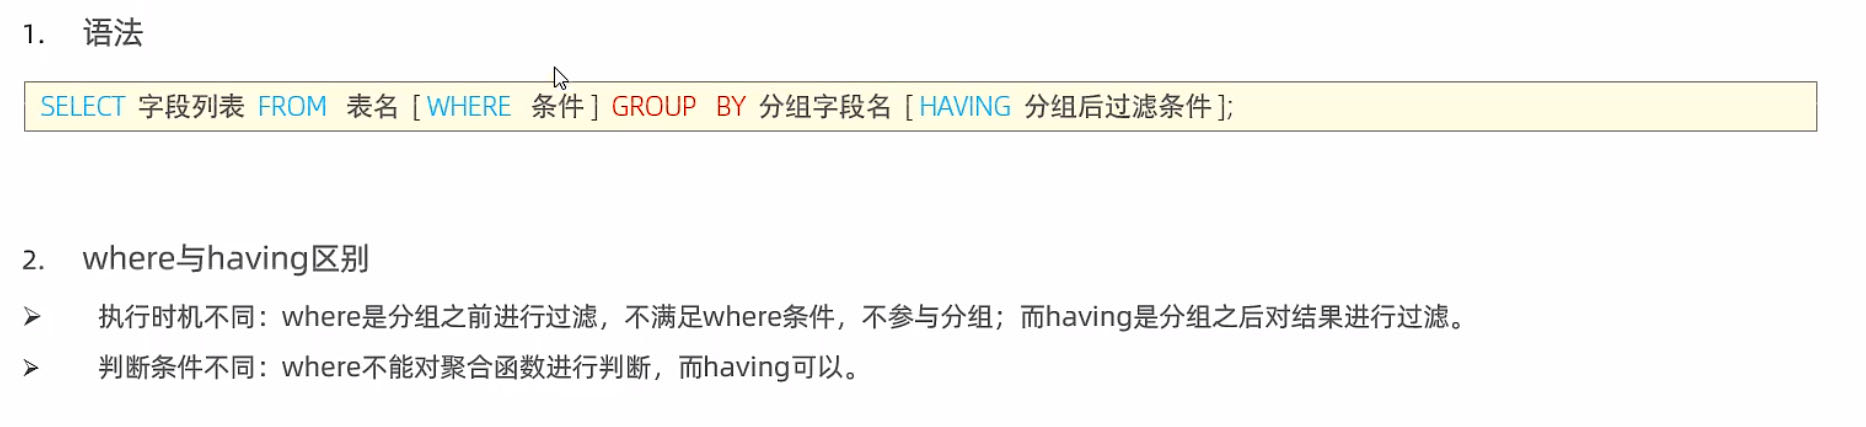 1. 语法
SELECT 字段列表 FROM 表名 [ WHERE 条件 ] GROUP BY 分组字段名 [ HAVING 分组后过滤条件 ];
2. where与having区别
➢ 执行时机不同：where是分组之前进行过滤，不满足where条件，不参与分组；而having是分组之后对结果进行过滤。
➢ 判断条件不同：where不能对聚合函数进行判断，而having可以。